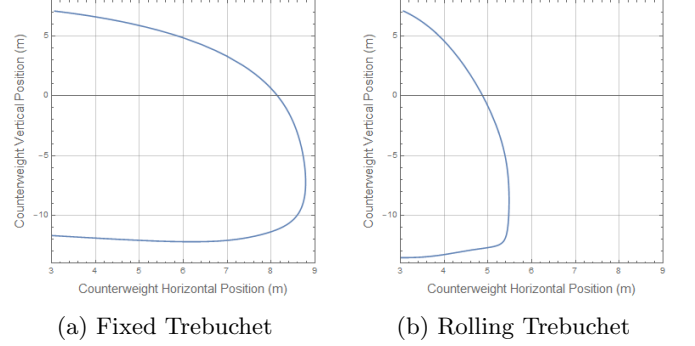 Counterweight Vertical Position (m)
5
0
−5
−10
3 4 5 6 7 8 9
Counterweight Horizontal Position (m)
(a) Fixed Trebuchet
Counterweight Vertical Position (m)
5
0
−5
−10
3 4 5 6 7 8 9
Counterweight Horizontal Position (m)
(b) Rolling Trebuchet